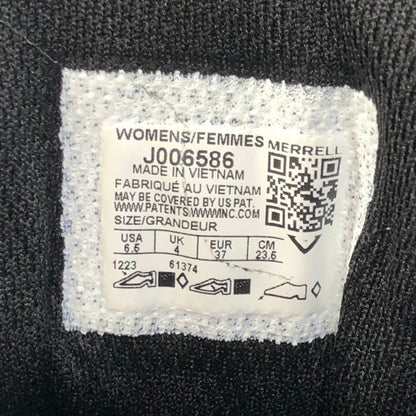 WOMENS/FEMMES
MERRELL
J006586
MADE IN VIETNAM
FABRIQUÉ AU VIETNAM
MAY BE COVERED BY US PAT.
WWW.PATENTS.WWWINC.COM
SIZE/GRANDEUR
USA UK EUR CM
6.5 4 37 23.5
1223 61374